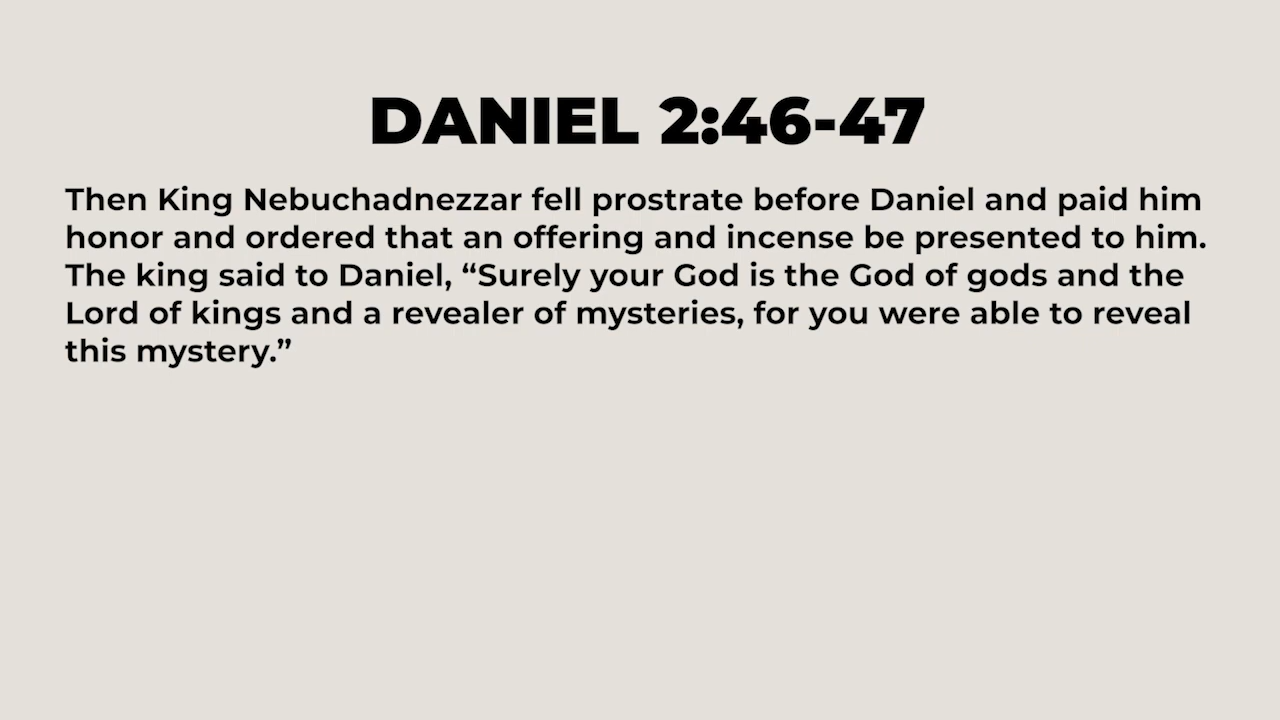 DANIEL 2:46-47
Then King Nebuchadnezzar fell prostrate before Daniel and paid him
honor and ordered that an offering and incense be presented to him.
The king said to Daniel, “Surely your God is the God of gods and the
Lord of kings and a revealer of mysteries, for you were able to reveal
this mystery.”